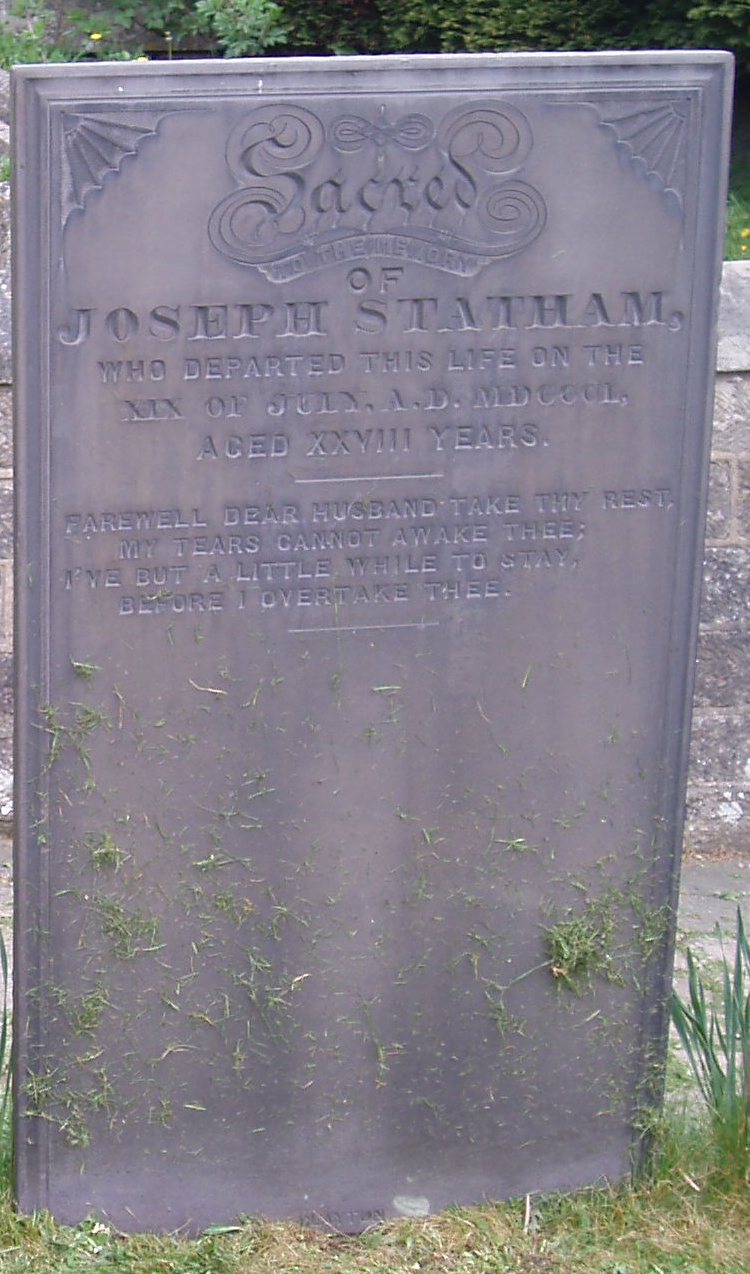 Sacred
TO THE MEMORY
OF
JOSEPH STATHAM,
WHO DEPARTED THIS LIFE ON THE
XIX OF JULY, A.D. MDCCCL,
AGED XXVIII YEARS.
FAREWELL DEAR HUSBAND TAKE THY REST,
MY TEARS CANNOT AWAKE THEE;
I'VE BUT A LITTLE WHILE TO STAY,
BEFORE I OVERTAKE THEE.